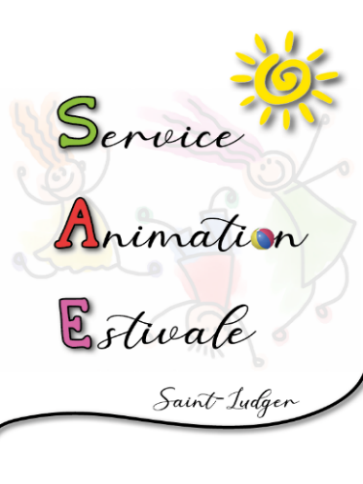 Service
Animation
Estivale
Saint-Ludger